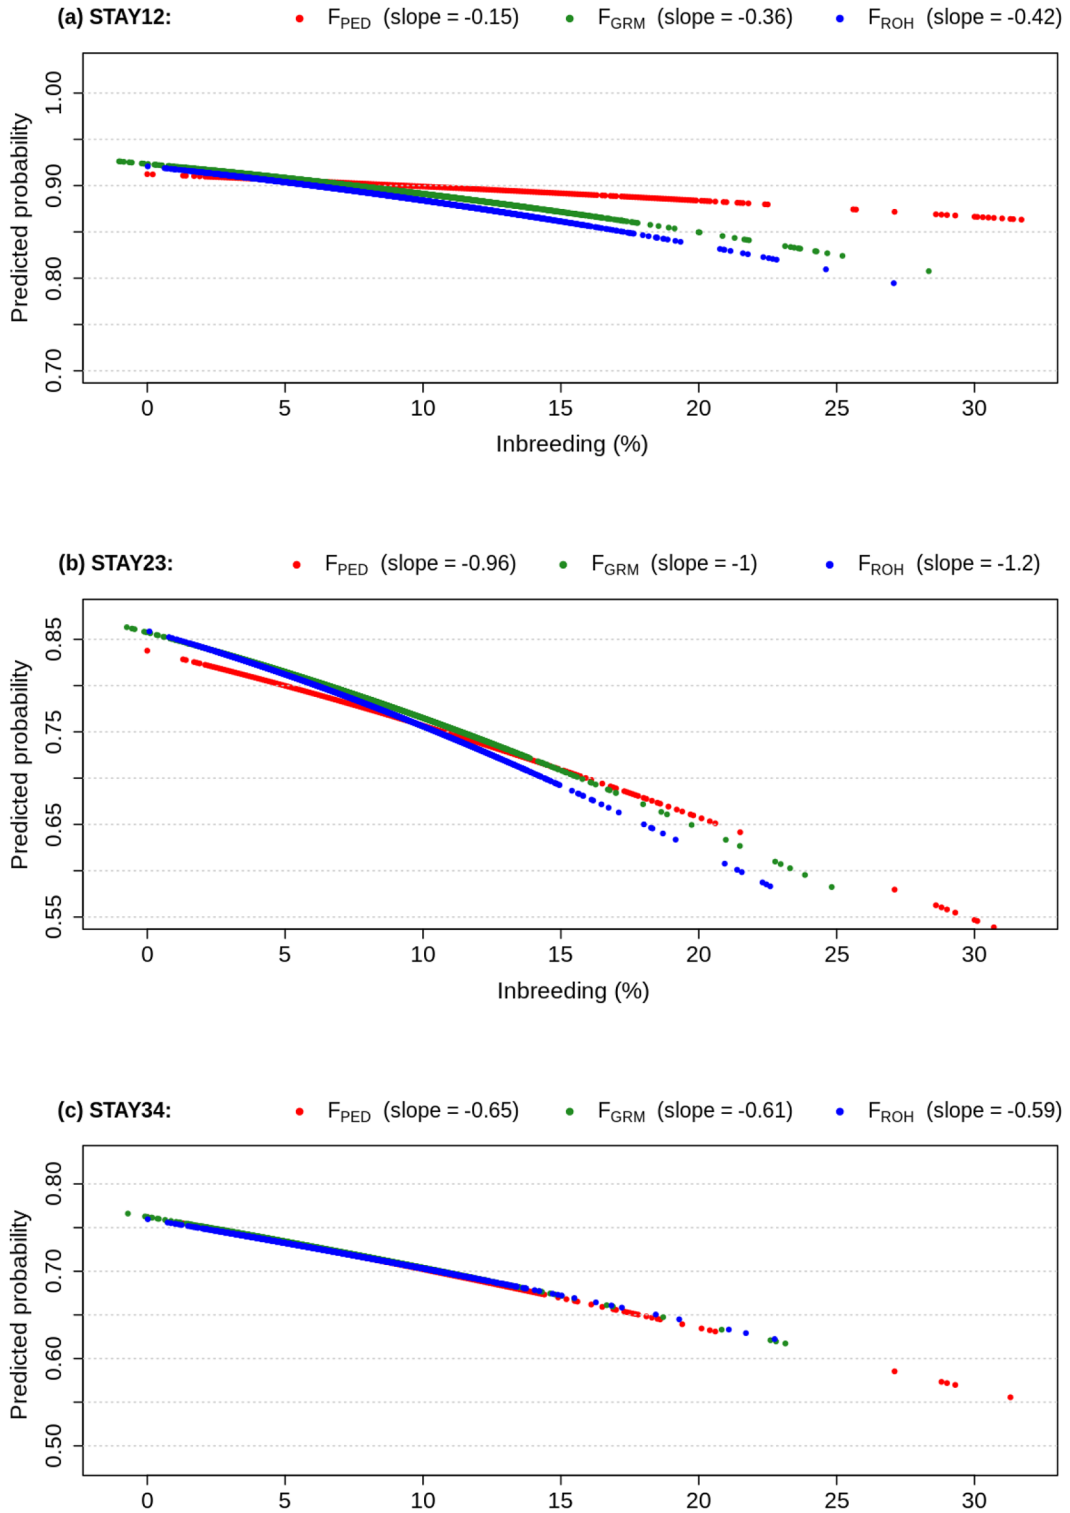 (a) STAY12: F_PED (slope = -0.15) F_GRM (slope = -0.36) F_ROH (slope = -0.42)
1.00
0.90
0.80
0.70
Predicted probability
0 5 10 15 20 25 30
Inbreeding (%)
(b) STAY23: F_PED (slope = -0.96) F_GRM (slope = -1) F_ROH (slope = -1.2)
0.85
0.75
0.65
0.55
Predicted probability
0 5 10 15 20 25 30
Inbreeding (%)
(c) STAY34: F_PED (slope = -0.65) F_GRM (slope = -0.61) F_ROH (slope = -0.59)
0.80
0.70
0.60
0.50
Predicted probability
0 5 10 15 20 25 30